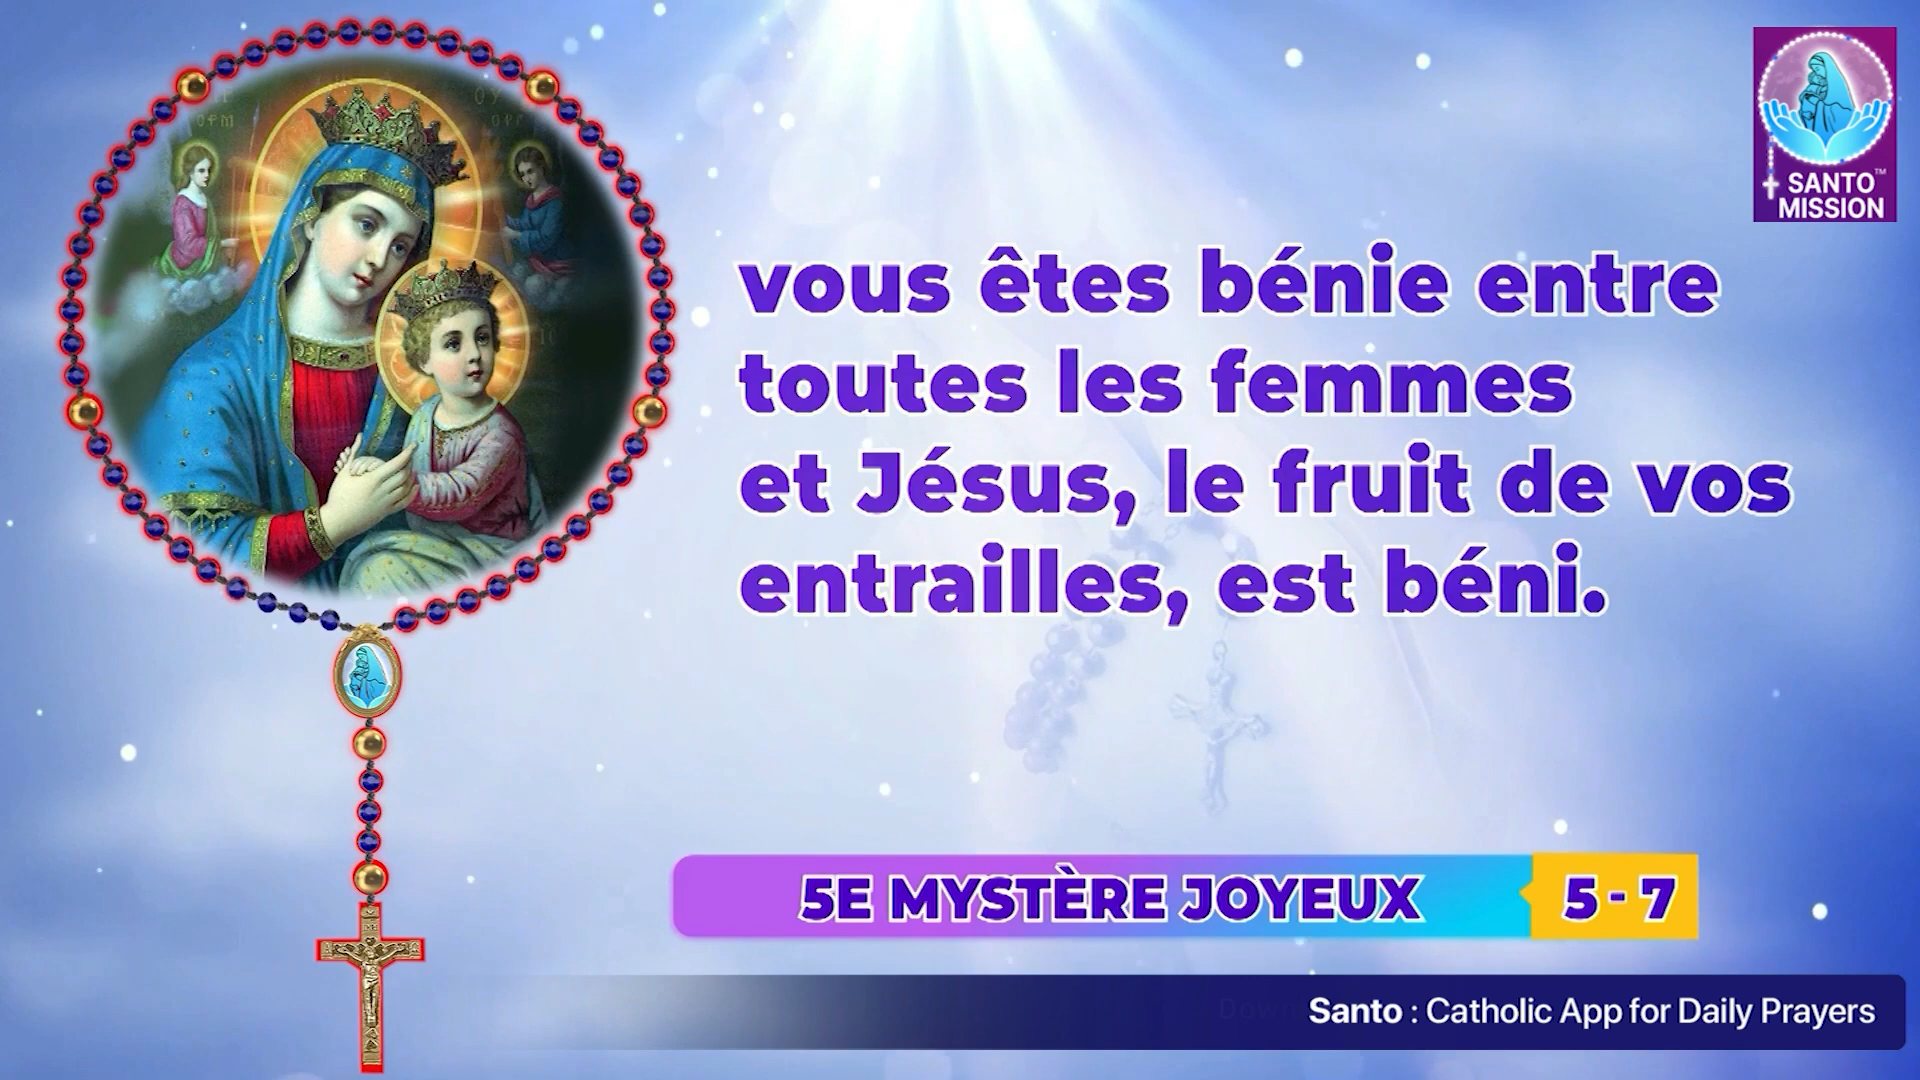 SANTO™
MISSION
vous êtes bénie entre
toutes les femmes
et Jésus, le fruit de vos
entrailles, est béni.
5E MYSTÈRE JOYEUX 5 - 7
Santo : Catholic App for Daily Prayers